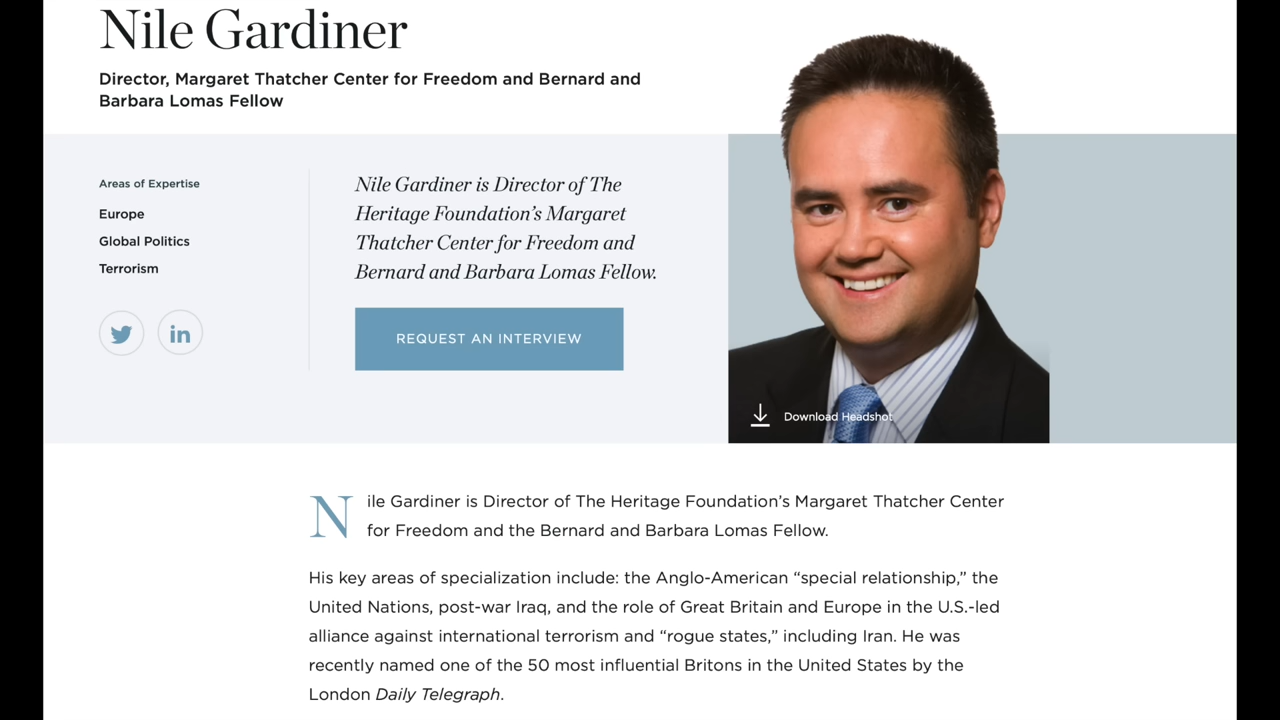 Nile Gardiner
Director, Margaret Thatcher Center for Freedom and Bernard and
Barbara Lomas Fellow
Areas of Expertise
Europe
Global Politics
Terrorism
in
Nile Gardiner is Director of The
Heritage Foundation’s Margaret
Thatcher Center for Freedom and
Bernard and Barbara Lomas Fellow.
REQUEST AN INTERVIEW
Download Headshot
Nile Gardiner is Director of The Heritage Foundation’s Margaret Thatcher Center
for Freedom and the Bernard and Barbara Lomas Fellow.
His key areas of specialization include: the Anglo-American “special relationship,” the
United Nations, post-war Iraq, and the role of Great Britain and Europe in the U.S.-led
alliance against international terrorism and “rogue states,” including Iran. He was
recently named one of the 50 most influential Britons in the United States by the
London Daily Telegraph.